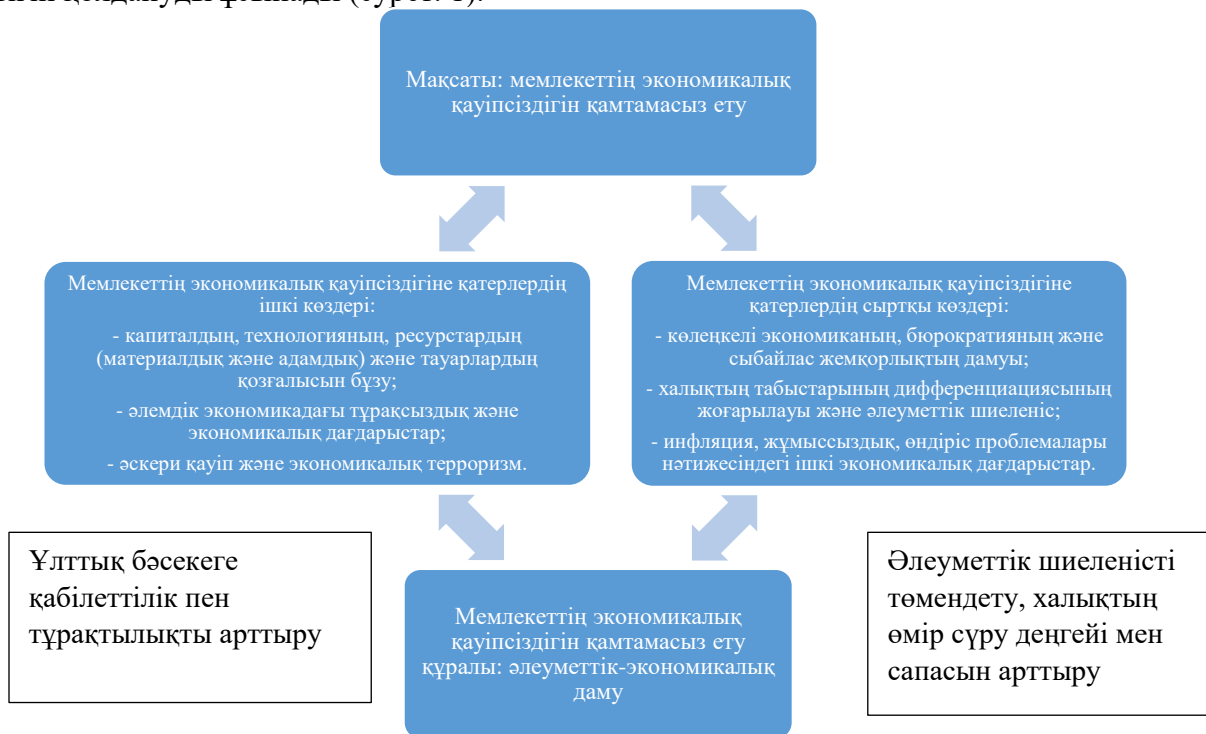 Мақсаты: мемлекеттің экономикалық
қауіпсіздігін қамтамасыз ету
Мемлекеттің экономикалық қауіпсіздігіне қатерлердің
ішкі көздері:
- капиталдың, технологияның, ресурстардың
(материалдық және адамдық) және тауарлардың
қозғалысын бұзу;
- әлемдік экономикадағы тұрақсыздық және
экономикалық дағдарыстар;
- әскери қауіп және экономикалық терроризм.
Мемлекеттің экономикалық қауіпсіздігіне
қатерлердің сыртқы көздері:
- көлеңкелі экономиканың, бюрократияның және
сыбайлас жемқорлықтың дамуы;
- халықтың табыстарының дифференциациясының
жоғарылауы және әлеуметтік шиеленіс;
- инфляция, жұмыссыздық, өндіріс проблемалары
нәтижесіндегі ішкі экономикалық дағдарыстар.
Ұлттық бәсекеге
қабілеттілік пен
тұрақтылықты арттыру
Мемлекеттің экономикалық
қауіпсіздігін қамтамасыз ету
құралы: әлеуметтік-экономикалық
даму
Әлеуметтік шиеленісті
төмендету, халықтың
өмір сүру деңгейі мен
сапасын арттыру